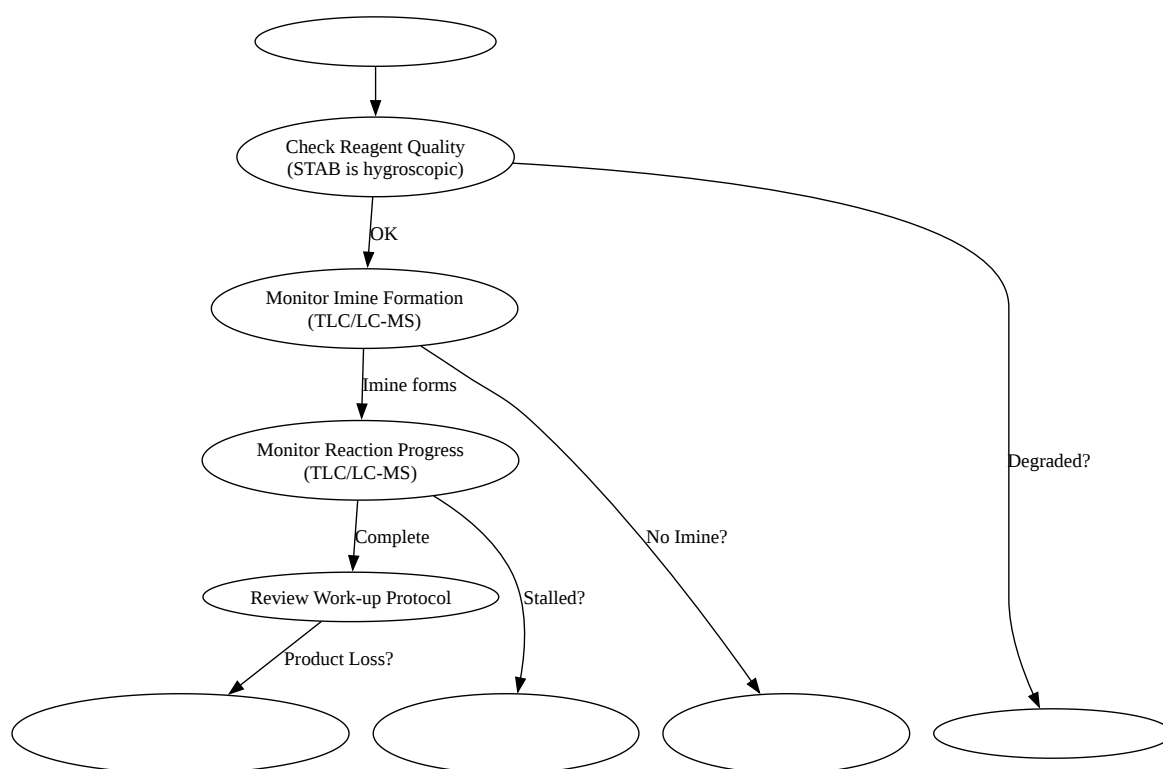 Check Reagent Quality
(STAB is hygroscopic)
OK
Monitor Imine Formation
(TLC/LC-MS)
Imine forms
Monitor Reaction Progress
(TLC/LC-MS)
Degraded?
Complete
No Imine?
Review Work-up Protocol
Stalled?
Product Loss?